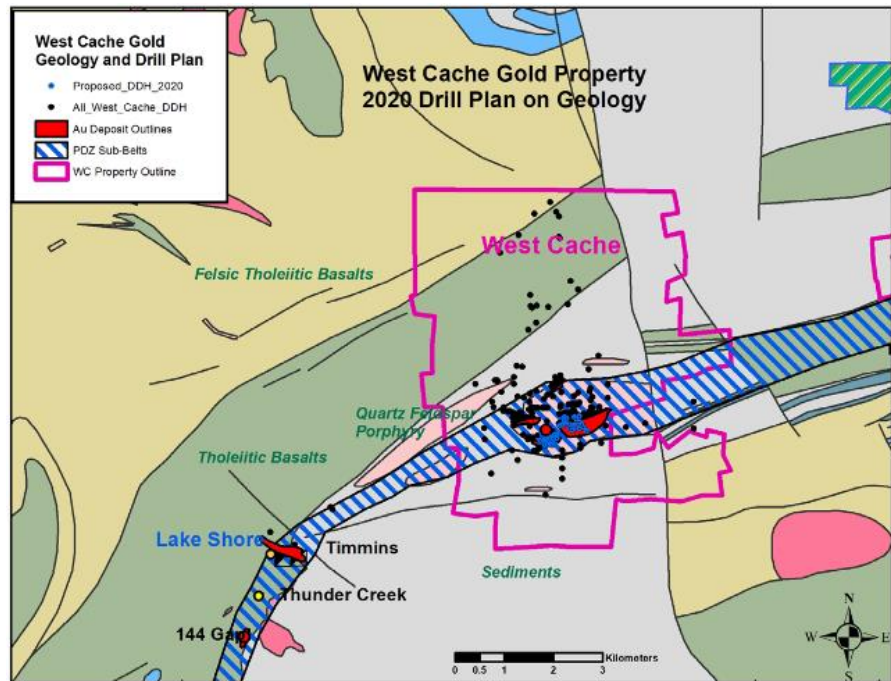 West Cache Gold
Geology and Drill Plan
Proposed_DDH_2020
All_West_Cache_DDH
Au Deposit Outlines
PDZ Sub-Belts
WC Property Outline
West Cache Gold Property
2020 Drill Plan on Geology
West Cache
Felsic Tholeiitic Basalts
Quartz Feldspar
Porphyry
Tholeiitic Basalts
Lake Shore
Timmins
Sediments
Thunder Creek
144 Gap
N
W E
S
0 0.5 1 2 3
Kilometers